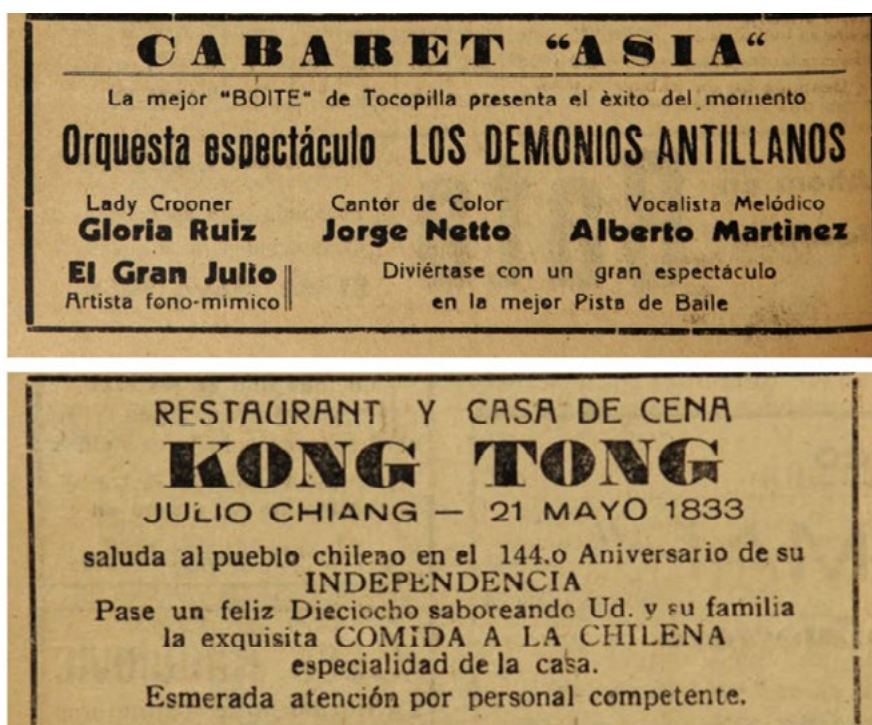 CABARET "ASIA"
La mejor "BOITE" de Tocopilla presenta el èxito del momento
Orquesta espectáculo LOS DEMONIOS ANTILLANOS
Lady Crooner Cantor de Color Vocalista Melódico
Gloria Ruiz Jorge Netto Alberto Martìnez
El Gran Julio Diviértase con un gran espectáculo
Artista fono-mìmico en la mejor Pista de Baile
RESTAURANT Y CASA DE CENA
KONG TONG
JULIO CHIANG — 21 MAYO 1833
saluda al pueblo chileno en el 144.o Aniversario de su
INDEPENDENCIA
Pase un feliz Dieciocho saboreando Ud. y su familia
la exquisita COMIDA A LA CHILENA
especialidad de la casa.
Esmerada atención por personal competente.